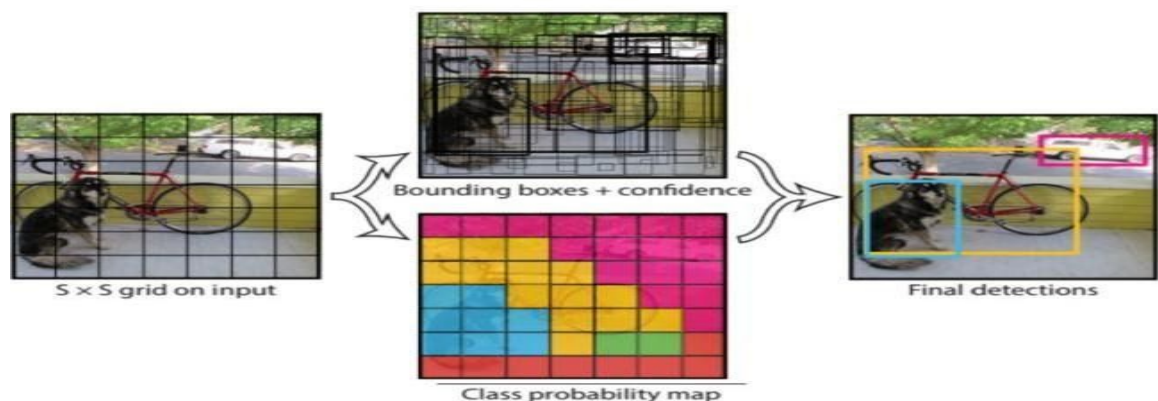 S × S grid on input
Bounding boxes + confidence
Class probability map
Final detections